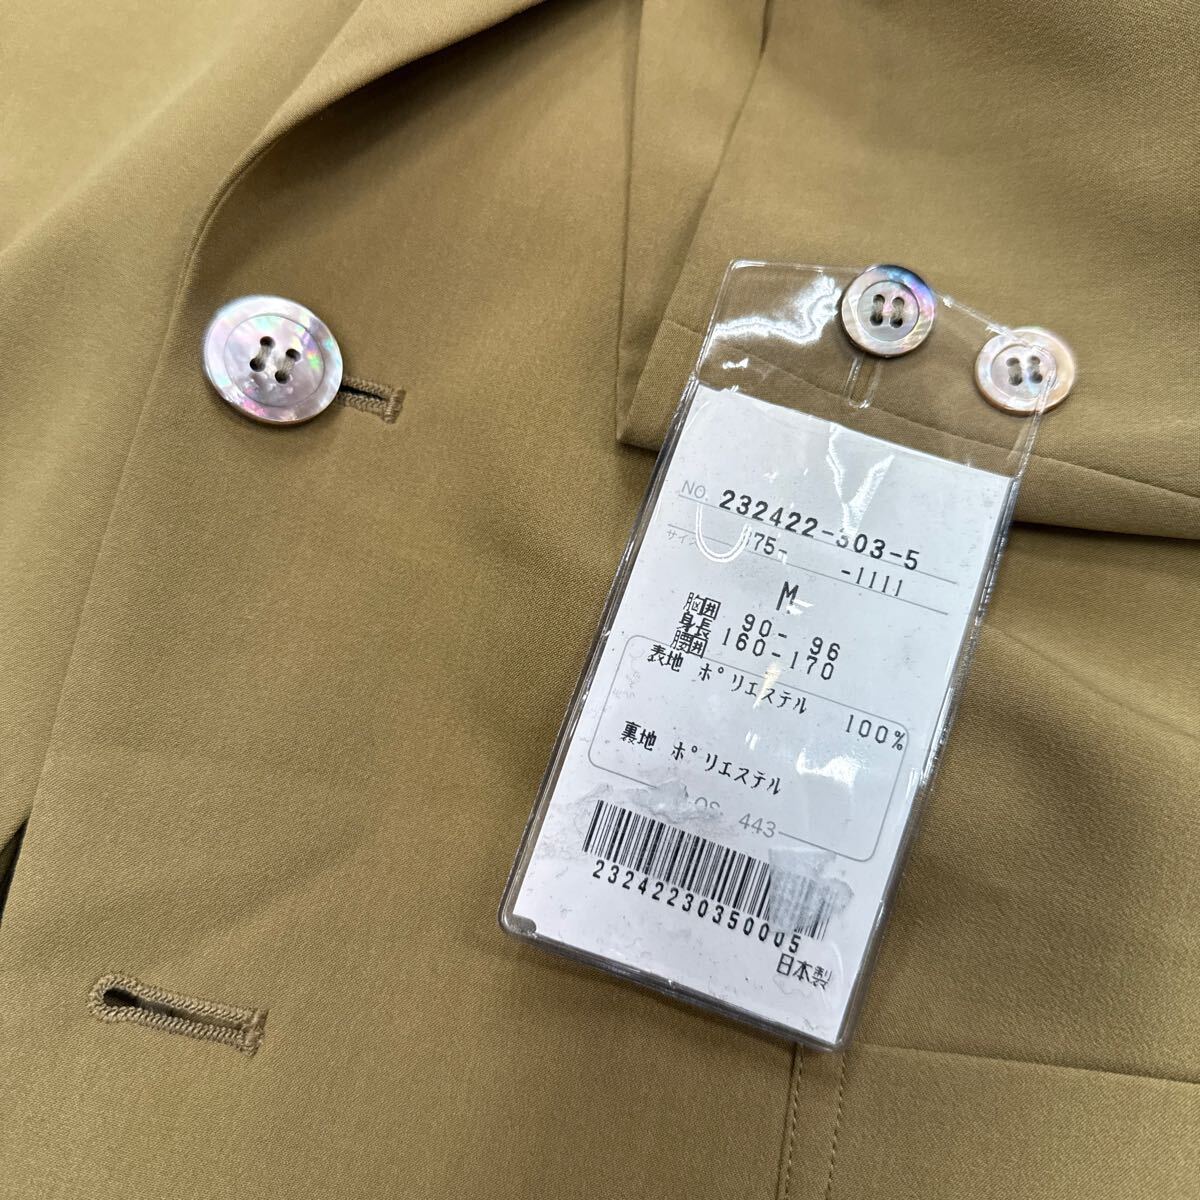 NO. 232422-303-5
サイズ 75-
-1111
M
胸囲 90- 96
身長 160-170
腰囲
表地 ポリエステル 100%
裏地 ポリエステル
443
23242230350005
日本製